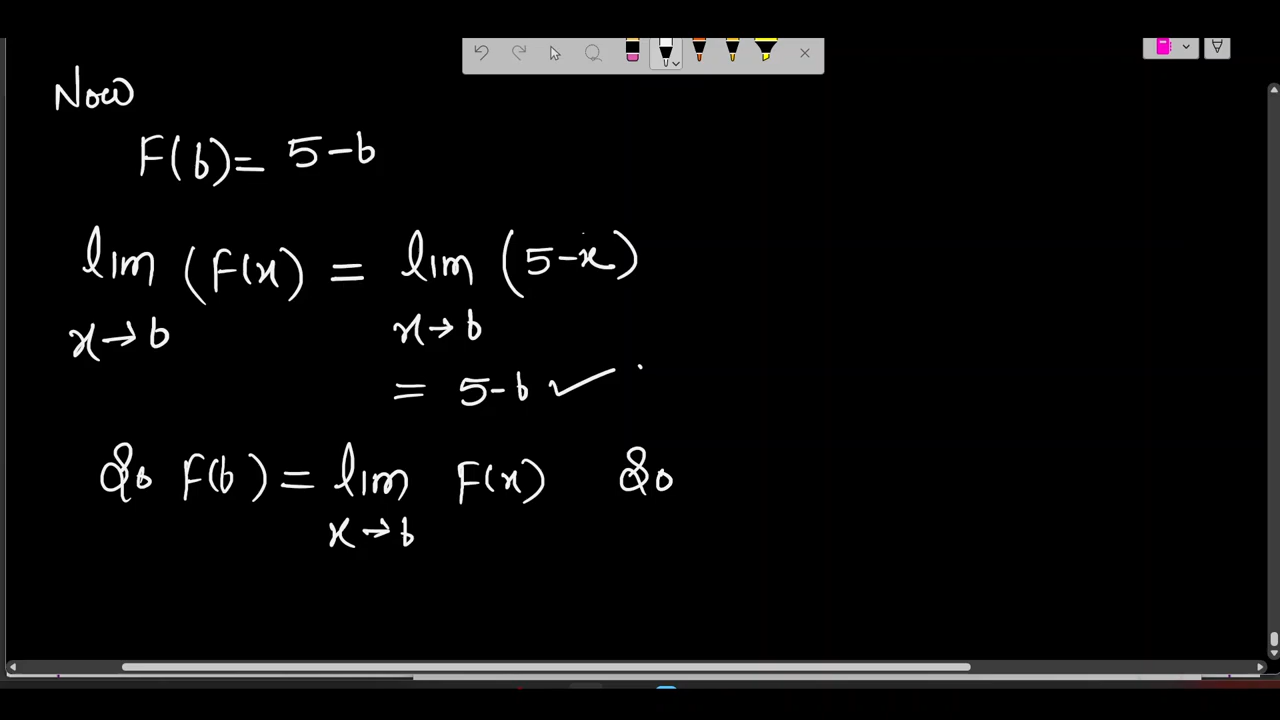 Now
F(b) = 5-b
lim (F(x) = lim (5-x)
x→b x→b
= 5-b ✓
So F(b) = lim F(x) So
x→b